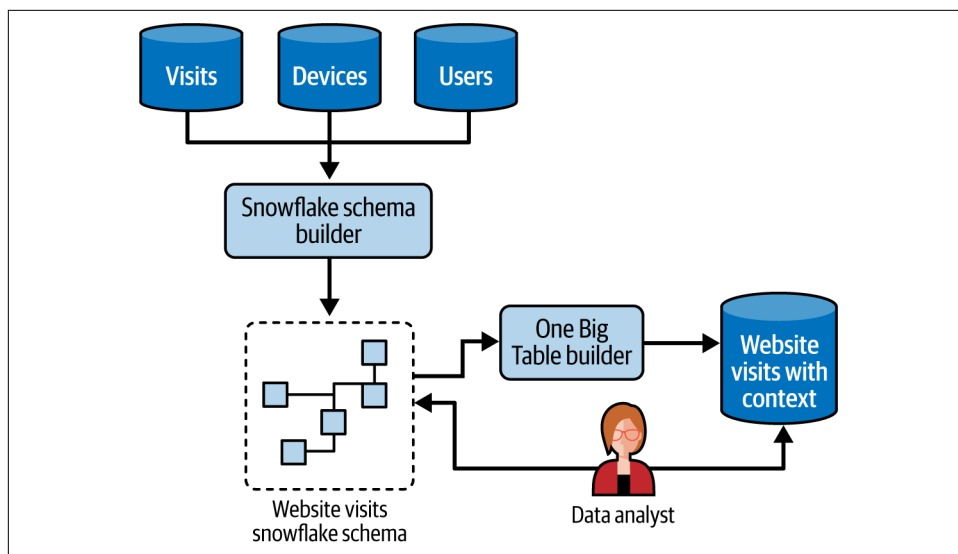 Visits
Devices
Users
Snowflake schema
builder
One Big
Table builder
Website
visits with
context
Website visits
snowflake schema
Data analyst